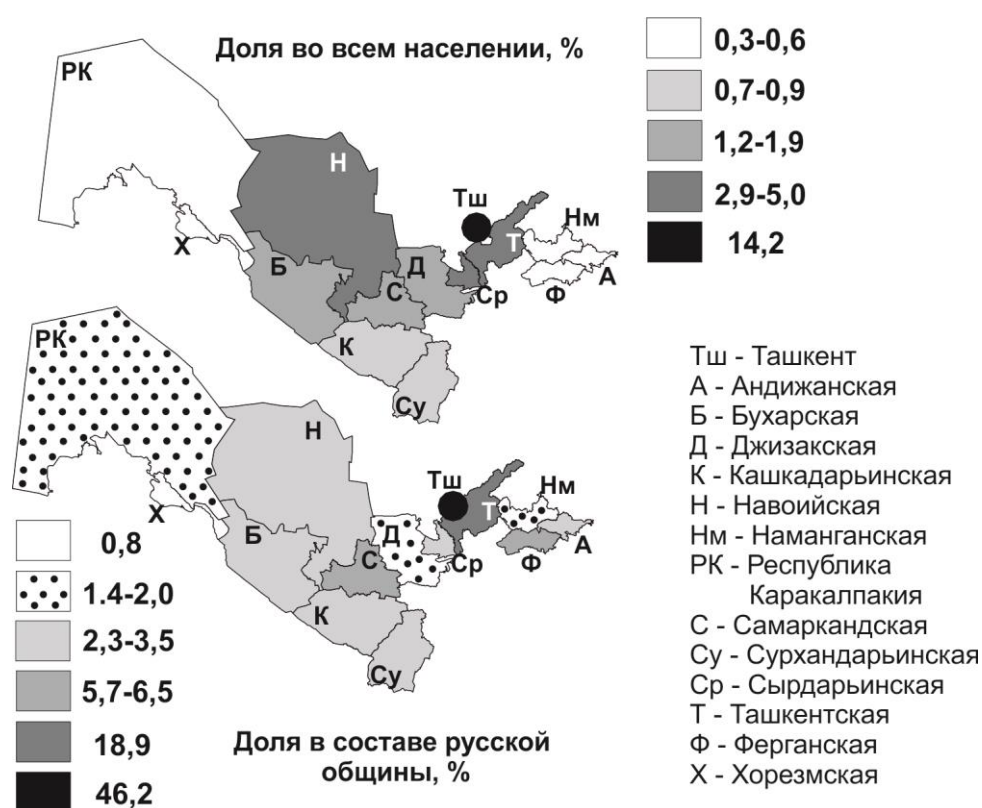 Доля во всем населении, %
0,3-0,6
0,7-0,9
1,2-1,9
2,9-5,0
14,2
РК
Н
Тш
Нм
Т
Х
Б
Д
С
Ср
Ф
А
К
Су
РК
Н
Тш
Нм
Т
Х
Б
Д
С
Ср
Ф
А
К
Су
0,8
1.4-2,0
2,3-3,5
5,7-6,5
18,9
46,2
Доля в составе русской
общины, %
Тш - Ташкент
А - Андижанская
Б - Бухарская
Д - Джизакская
К - Кашкадарьинская
Н - Навоийская
Нм - Наманганская
РК - Республика
Каракалпакия
С - Самаркандская
Су - Сурхандарьинская
Ср - Сырдарьинская
Т - Ташкентская
Ф - Ферганская
Х - Хорезмская